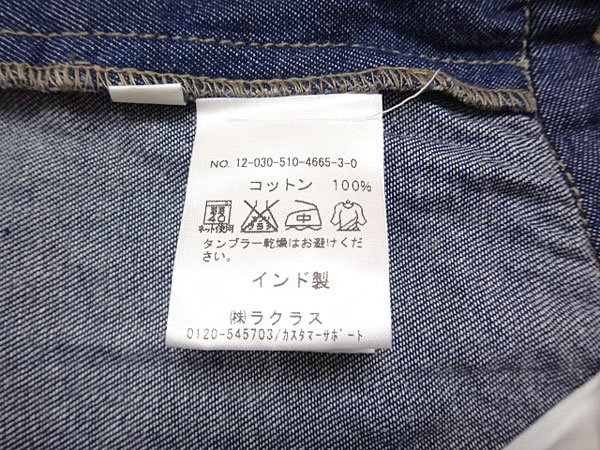 NO. 12-030-510-4665-3-0
コットン 100%
40 中
ネット使用
タンブラー乾燥はお避けくだ
さい。
インド製
㈱ラクラス
0120-545703/カスタマーサポート